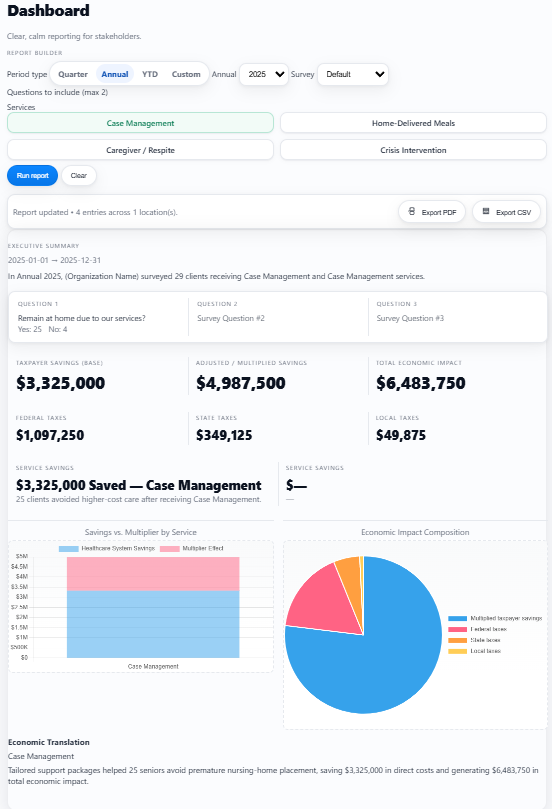 Dashboard
Clear, calm reporting for stakeholders.
REPORT BUILDER
Period type Quarter Annual YTD Custom Annual 2025 Survey Default
Questions to include (max 2)
Services
Case Management Home-Delivered Meals
Caregiver / Respite Crisis Intervention
Run report Clear
Report updated • 4 entries across 1 location(s). Export PDF Export CSV
EXECUTIVE SUMMARY
2025-01-01 → 2025-12-31
In Annual 2025, (Organization Name) surveyed 29 clients receiving Case Management and Case Management services.
QUESTION 1 QUESTION 2 QUESTION 3
Remain at home due to our services? Survey Question #2 Survey Question #3
Yes: 25 No: 4
TAXPAYER SAVINGS (BASE) ADJUSTED / MULTIPLIED SAVINGS TOTAL ECONOMIC IMPACT
$3,325,000 $4,987,500 $6,483,750
FEDERAL TAXES STATE TAXES LOCAL TAXES
$1,097,250 $349,125 $49,875
SERVICE SAVINGS SERVICE SAVINGS
$3,325,000 Saved — Case Management $—
25 clients avoided higher-cost care after receiving Case Management. —
Savings vs. Multiplier by Service Economic Impact Composition
Healthcare System Savings Multiplier Effect
$5M
$4.5M
$4M
$3.5M
$3M
$2.5M
$2M
$1.5M
$1M
$500K
$0
Case Management
Multiplied taxpayer savings
Federal taxes
State taxes
Local taxes
Economic Translation
Case Management
Tailored support packages helped 25 seniors avoid premature nursing-home placement, saving $3,325,000 in direct costs and generating $6,483,750 in
total economic impact.